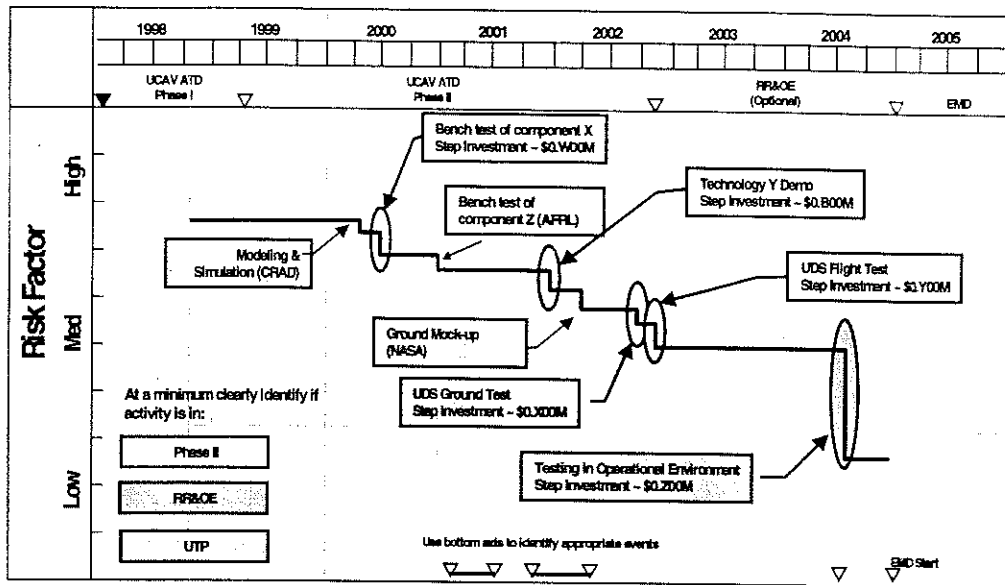 1998 1999 2000 2001 2002 2003 2004 2005
UCAV ATD
Phase I
UCAV ATD
Phase II
RR&OE
(Optional)
EMD
Risk Factor
High
Med
Low
Bench test of component X
Step Investment ~ $0.W00M
Bench test of
component Z (AFRL)
Technology Y Demo
Step Investment ~ $0.B00M
Modeling &
Simulation (CRAD)
UDS Flight Test
Step Investment ~ $0.Y00M
Ground Mock-up
(NASA)
UDS Ground Test
Step Investment ~ $0.X00M
At a minimum clearly identify if
activity is in:
Phase II
RR&OE
UTP
Testing in Operational Environment
Step Investment ~ $0.Z00M
Use bottom axis to identify appropriate events
EMD Start